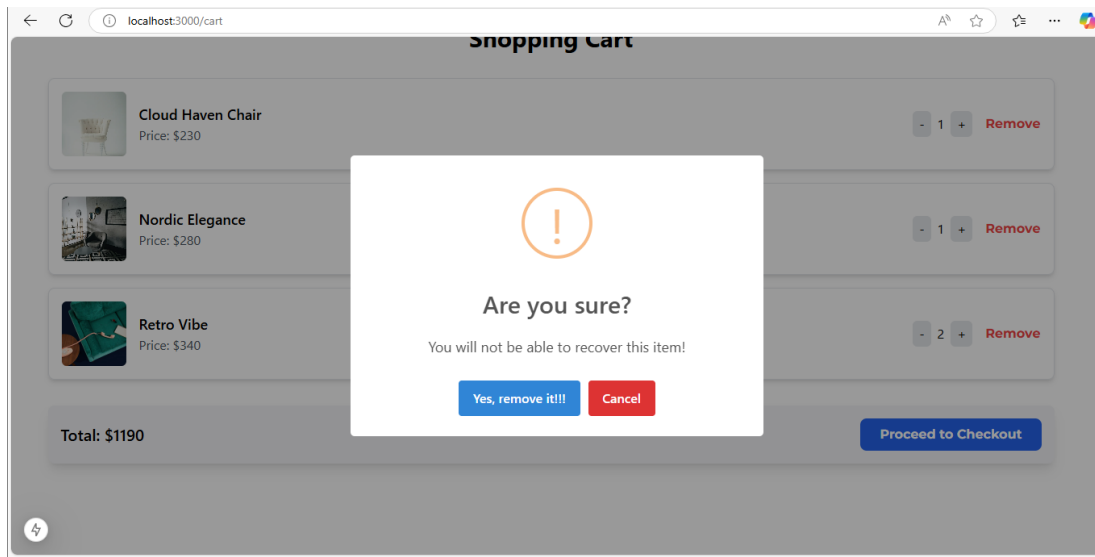 localhost:3000/cart
Shopping Cart
Cloud Haven Chair
Price: $230
- 1 + Remove
Nordic Elegance
Price: $280
- 1 + Remove
Retro Vibe
Price: $340
- 2 + Remove
!
Are you sure?
You will not be able to recover this item!
Yes, remove it!!! Cancel
Total: $1190 Proceed to Checkout